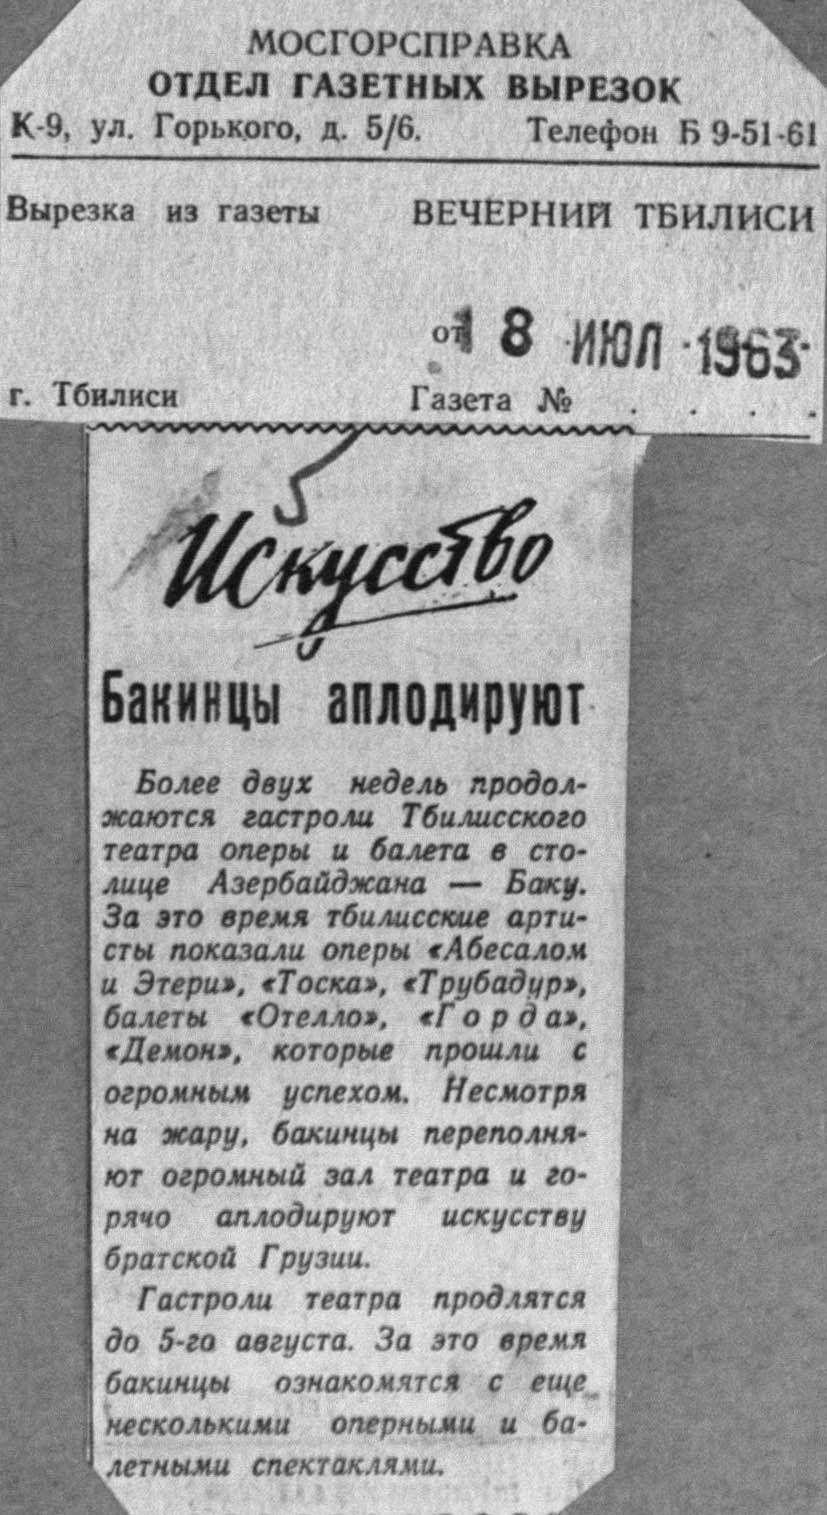 МОСГОРСПРАВКА
ОТДЕЛ ГАЗЕТНЫХ ВЫРЕЗОК
К-9, ул. Горького, д. 5/6. Телефон Б 9-51-61
Вырезка из газеты ВЕЧЕРНИЙ ТБИЛИСИ
от 18 ИЮЛ 1963
г. Тбилиси Газета № . . . .
5
Искусство
Бакинцы аплодируют
Более двух недель продол-
жаются гастроли Тбилисского
театра оперы и балета в сто-
лице Азербайджана — Баку.
За это время тбилисские арти-
сты показали оперы «Абесалом
и Этери», «Тоска», «Трубадур»,
балеты «Отелло», «Горда»,
«Демон», которые прошли с
огромным успехом. Несмотря
на жару, бакинцы переполня-
ют огромный зал театра и го-
рячо аплодируют искусству
братской Грузии.
Гастроли театра продлятся
до 5-го августа. За это время
бакинцы ознакомятся с еще
несколькими оперными и ба-
летными спектаклями.